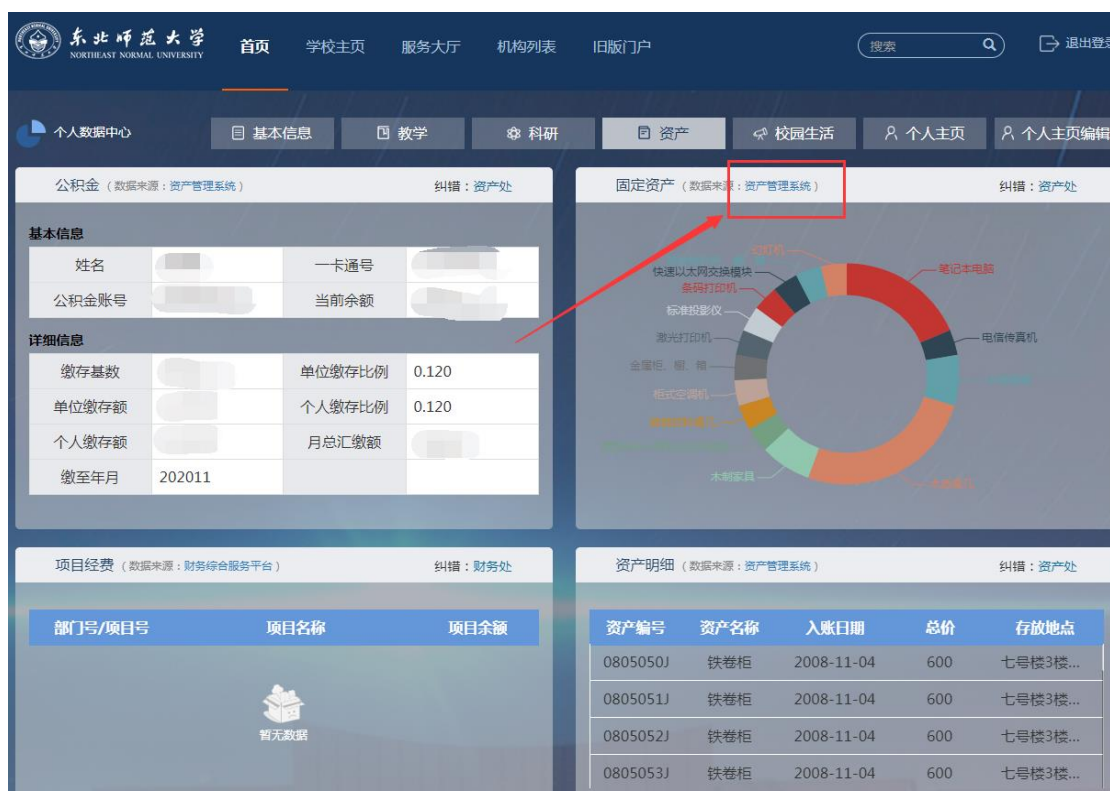 东北师范大学
NORTHEAST NORMAL UNIVERSITY
首页 学校主页 服务大厅 机构列表 旧版门户 搜索 退出登录
个人数据中心 基本信息 教学 科研 资产 校园生活 个人主页 个人主页编辑
公积金（数据来源：资产管理系统） 纠错：资产处
基本信息
姓名 一卡通号
公积金账号 当前余额
详细信息
缴存基数 单位缴存比例 0.120
单位缴存额 个人缴存比例 0.120
个人缴存额 月总汇缴额
缴至年月 202011
固定资产（数据来源：资产管理系统） 纠错：资产处
幻灯机
快速以太网交换模块
笔记本电脑
条码打印机
标准投影仪
激光打印机
电信传真机
金属柜、橱、箱
柜式空调机
木制家具
项目经费（数据来源：财务综合服务平台） 纠错：财务处
部门号/项目号 项目名称 项目余额
暂无数据
资产明细（数据来源：资产管理系统） 纠错：资产处
资产编号 资产名称 入账日期 总价 存放地点
0805050J 铁卷柜 2008-11-04 600 七号楼3楼...
0805051J 铁卷柜 2008-11-04 600 七号楼3楼...
0805052J 铁卷柜 2008-11-04 600 七号楼3楼...
0805053J 铁卷柜 2008-11-04 600 七号楼3楼...